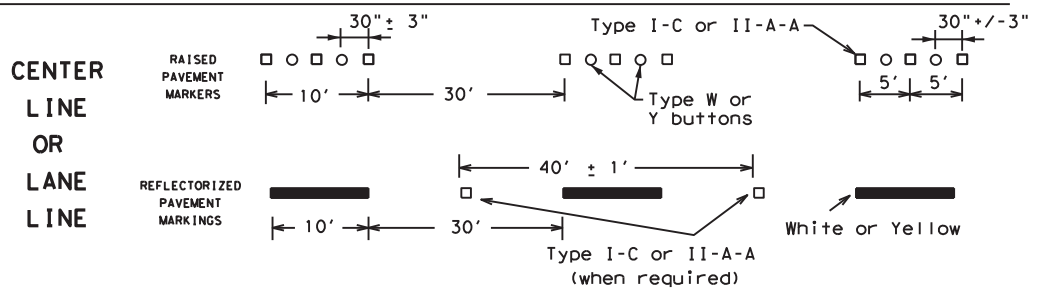 CENTER
LINE
OR
LANE
LINE
RAISED
PAVEMENT
MARKERS
30"± 3"
10'
30'
Type I-C or II-A-A
Type W or
Y buttons
30"+/-3"
5'
5'
REFLECTORIZED
PAVEMENT
MARKINGS
40' ± 1'
10'
30'
Type I-C or II-A-A
(when required)
White or Yellow